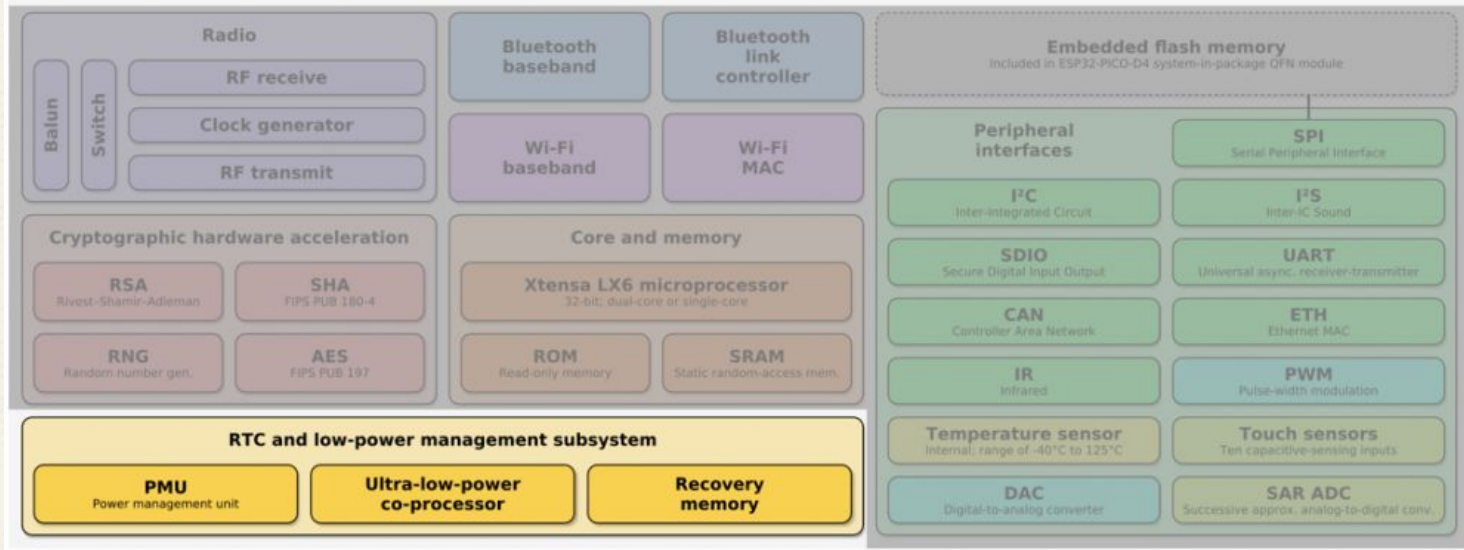 Radio
Balun
Switch
RF receive
Clock generator
RF transmit
Bluetooth
baseband
Bluetooth
link
controller
Wi-Fi
baseband
Wi-Fi
MAC
Cryptographic hardware acceleration
RSA
Rivest-Shamir-Adleman
SHA
FIPS PUB 180-4
RNG
Random number gen.
AES
FIPS PUB 197
Core and memory
Xtensa LX6 microprocessor
32-bit; dual-core or single-core
ROM
Read-only memory
SRAM
Static random-access mem.
RTC and low-power management subsystem
PMU
Power management unit
Ultra-low-power
co-processor
Recovery
memory
Embedded flash memory
Included in ESP32-PICO-D4 system-in-package QFN module
Peripheral
interfaces
SPI
Serial Peripheral Interface
I²C
Inter-Integrated Circuit
I²S
Inter-IC Sound
SDIO
Secure Digital Input Output
UART
Universal async. receiver-transmitter
CAN
Controller Area Network
ETH
Ethernet MAC
IR
Infrared
PWM
Pulse-width modulation
Temperature sensor
Internal; range of -40°C to 125°C
Touch sensors
Ten capacitive-sensing inputs
DAC
Digital-to-analog converter
SAR ADC
Successive approx. analog-to-digital conv.